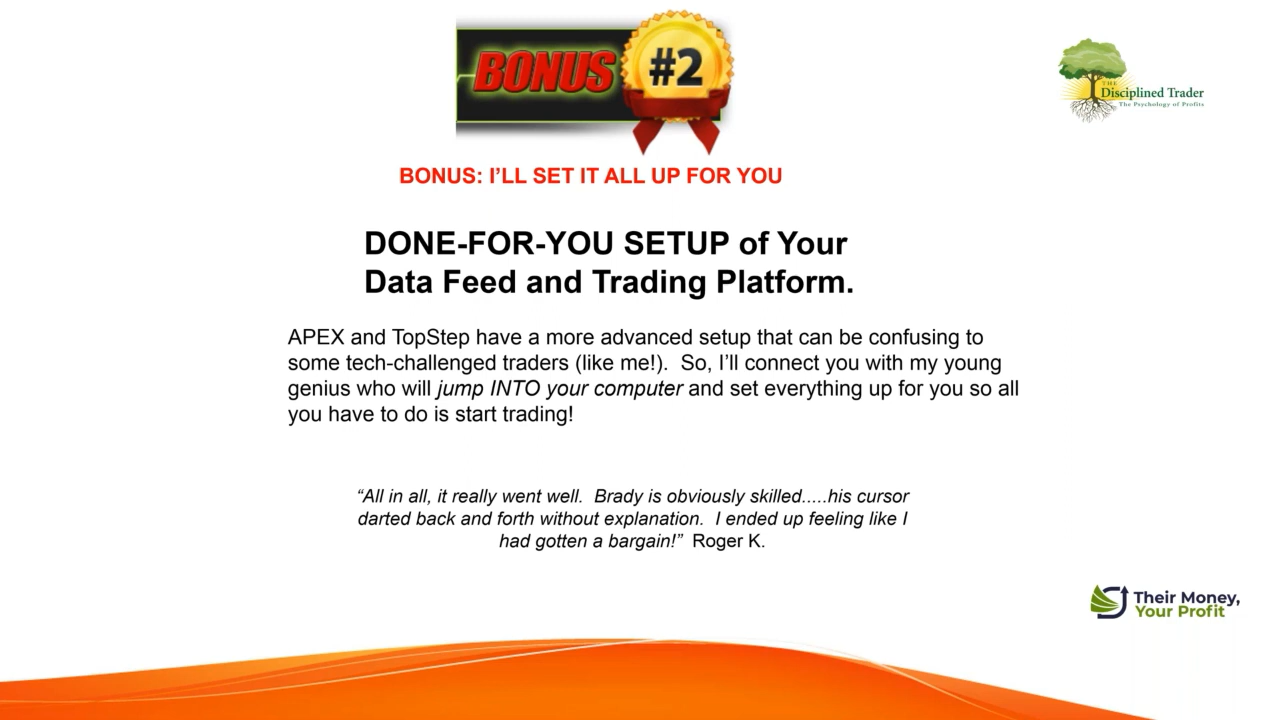 BONUS #2
THE
Disciplined Trader
The Psychology of Profits
BONUS: I’LL SET IT ALL UP FOR YOU
DONE-FOR-YOU SETUP of Your
Data Feed and Trading Platform.
APEX and TopStep have a more advanced setup that can be confusing to
some tech-challenged traders (like me!).  So, I’ll connect you with my young
genius who will jump INTO your computer and set everything up for you so all
you have to do is start trading!
“All in all, it really went well.  Brady is obviously skilled.....his cursor
darted back and forth without explanation.  I ended up feeling like I
had gotten a bargain!”  Roger K.
Their Money,
Your Profit